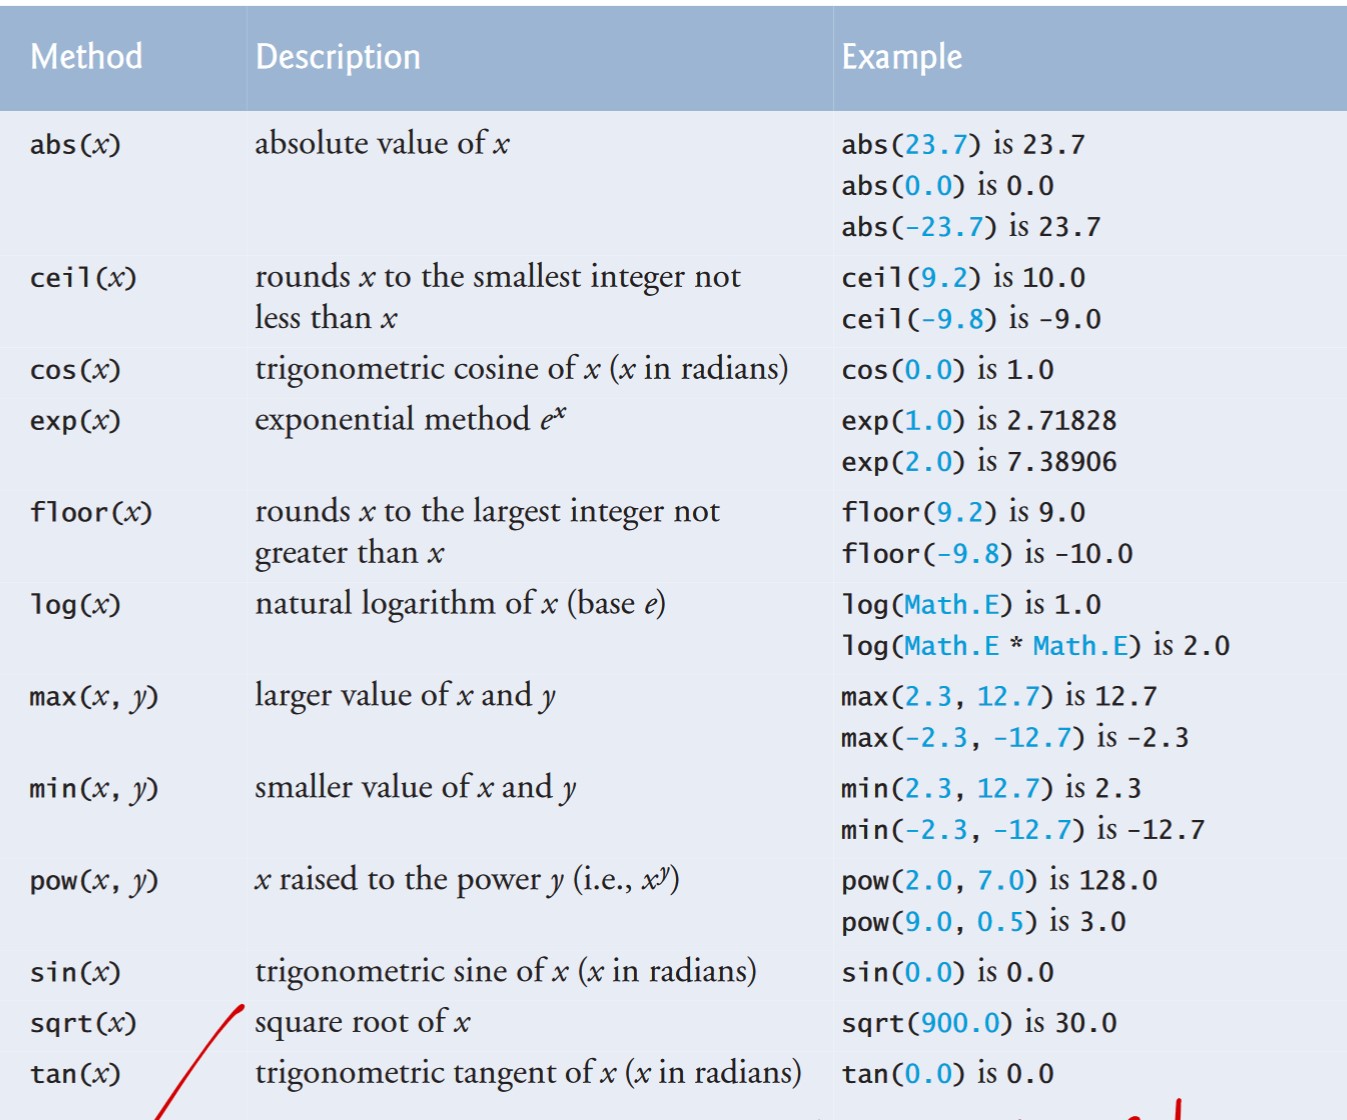 Method Description Example
abs(x) absolute value of x abs(23.7) is 23.7
abs(0.0) is 0.0
abs(-23.7) is 23.7
ceil(x) rounds x to the smallest integer not ceil(9.2) is 10.0
less than x ceil(-9.8) is -9.0
cos(x) trigonometric cosine of x (x in radians) cos(0.0) is 1.0
exp(x) exponential method eˣ exp(1.0) is 2.71828
exp(2.0) is 7.38906
floor(x) rounds x to the largest integer not floor(9.2) is 9.0
greater than x floor(-9.8) is -10.0
log(x) natural logarithm of x (base e) log(Math.E) is 1.0
log(Math.E * Math.E) is 2.0
max(x, y) larger value of x and y max(2.3, 12.7) is 12.7
max(-2.3, -12.7) is -2.3
min(x, y) smaller value of x and y min(2.3, 12.7) is 2.3
min(-2.3, -12.7) is -12.7
pow(x, y) x raised to the power y (i.e., xʸ) pow(2.0, 7.0) is 128.0
pow(9.0, 0.5) is 3.0
sin(x) trigonometric sine of x (x in radians) sin(0.0) is 0.0
sqrt(x) square root of x sqrt(900.0) is 30.0
tan(x) trigonometric tangent of x (x in radians) tan(0.0) is 0.0